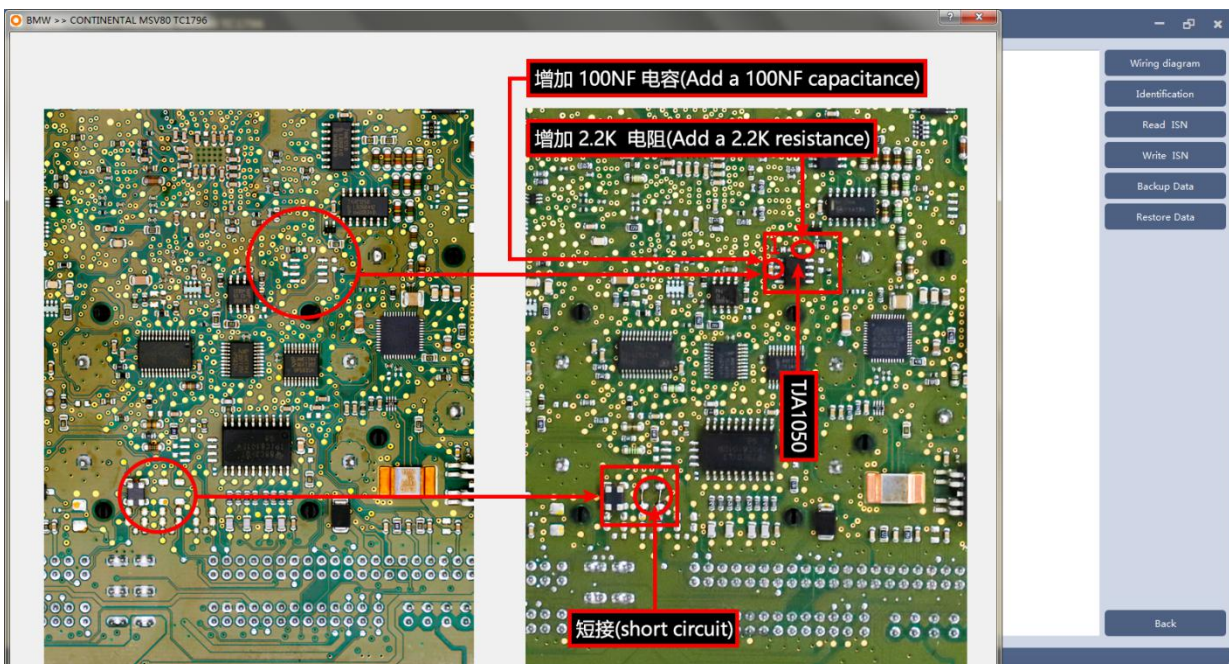 BMW >> CONTINENTAL MSV80 TC1796
增加 100NF 电容(Add a 100NF capacitance)
增加 2.2K 电阻(Add a 2.2K resistance)
TJA1050
短接(short circuit)
Wiring diagram
Identification
Read ISN
Write ISN
Backup Data
Restore Data
Back